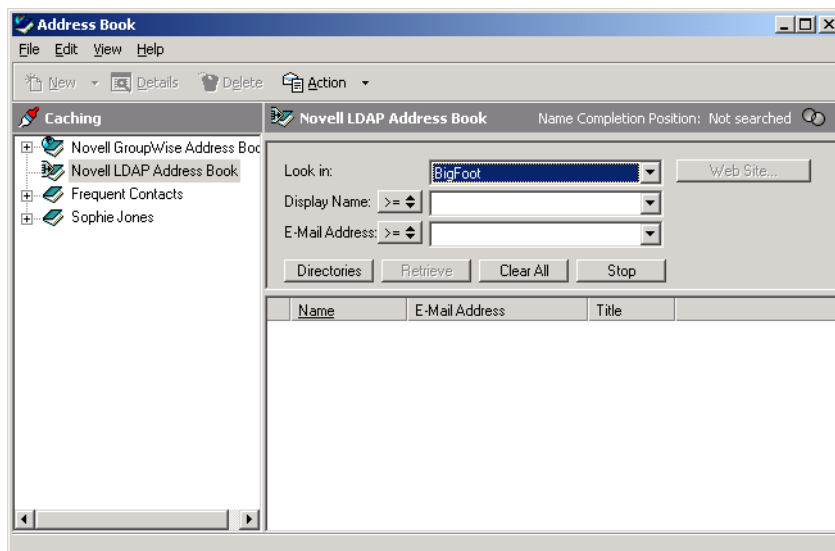 Address Book
File Edit View Help
New Details Delete Action
Caching
Novell LDAP Address Book Name Completion Position: Not searched
Novell GroupWise Address Boo
Novell LDAP Address Book
Frequent Contacts
Sophie Jones
Look in: BigFoot Web Site...
Display Name: >=
E-Mail Address: >=
Directories Retrieve Clear All Stop
Name E-Mail Address Title